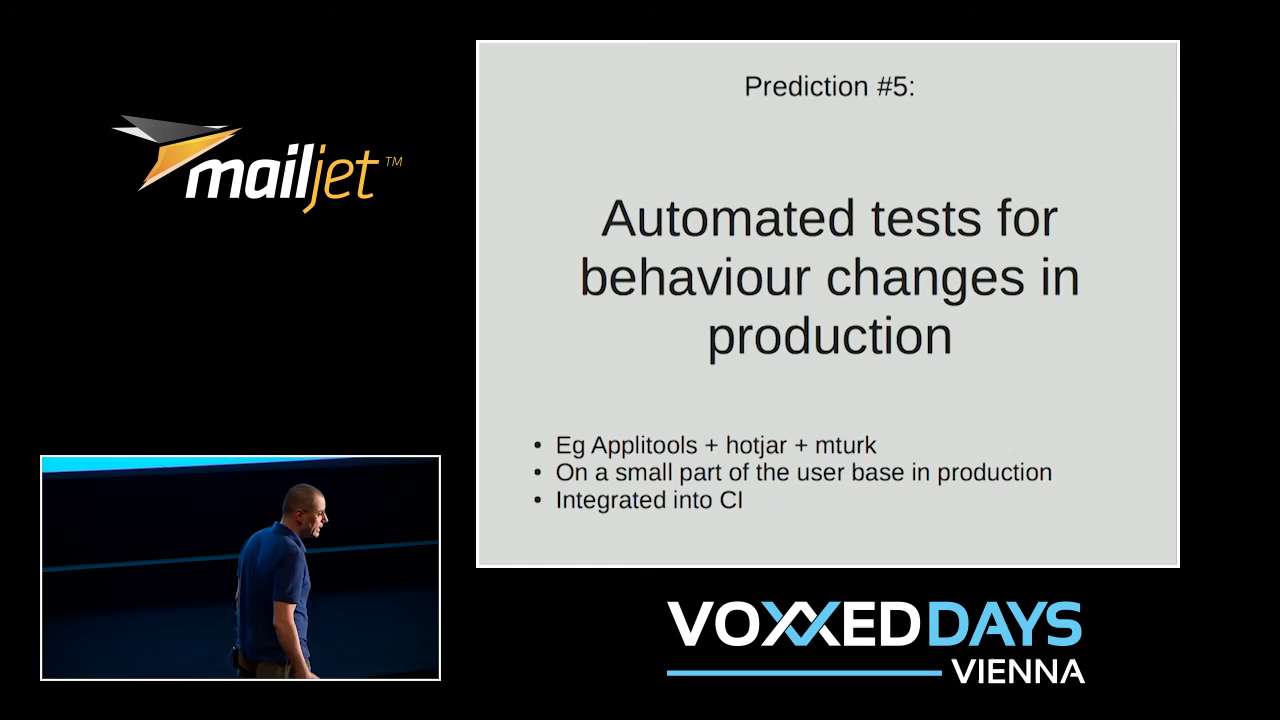 mailjet™
Prediction #5:
Automated tests for
behaviour changes in
production
• Eg Applitools + hotjar + mturk
• On a small part of the user base in production
• Integrated into CI
VOXXED DAYS
VIENNA